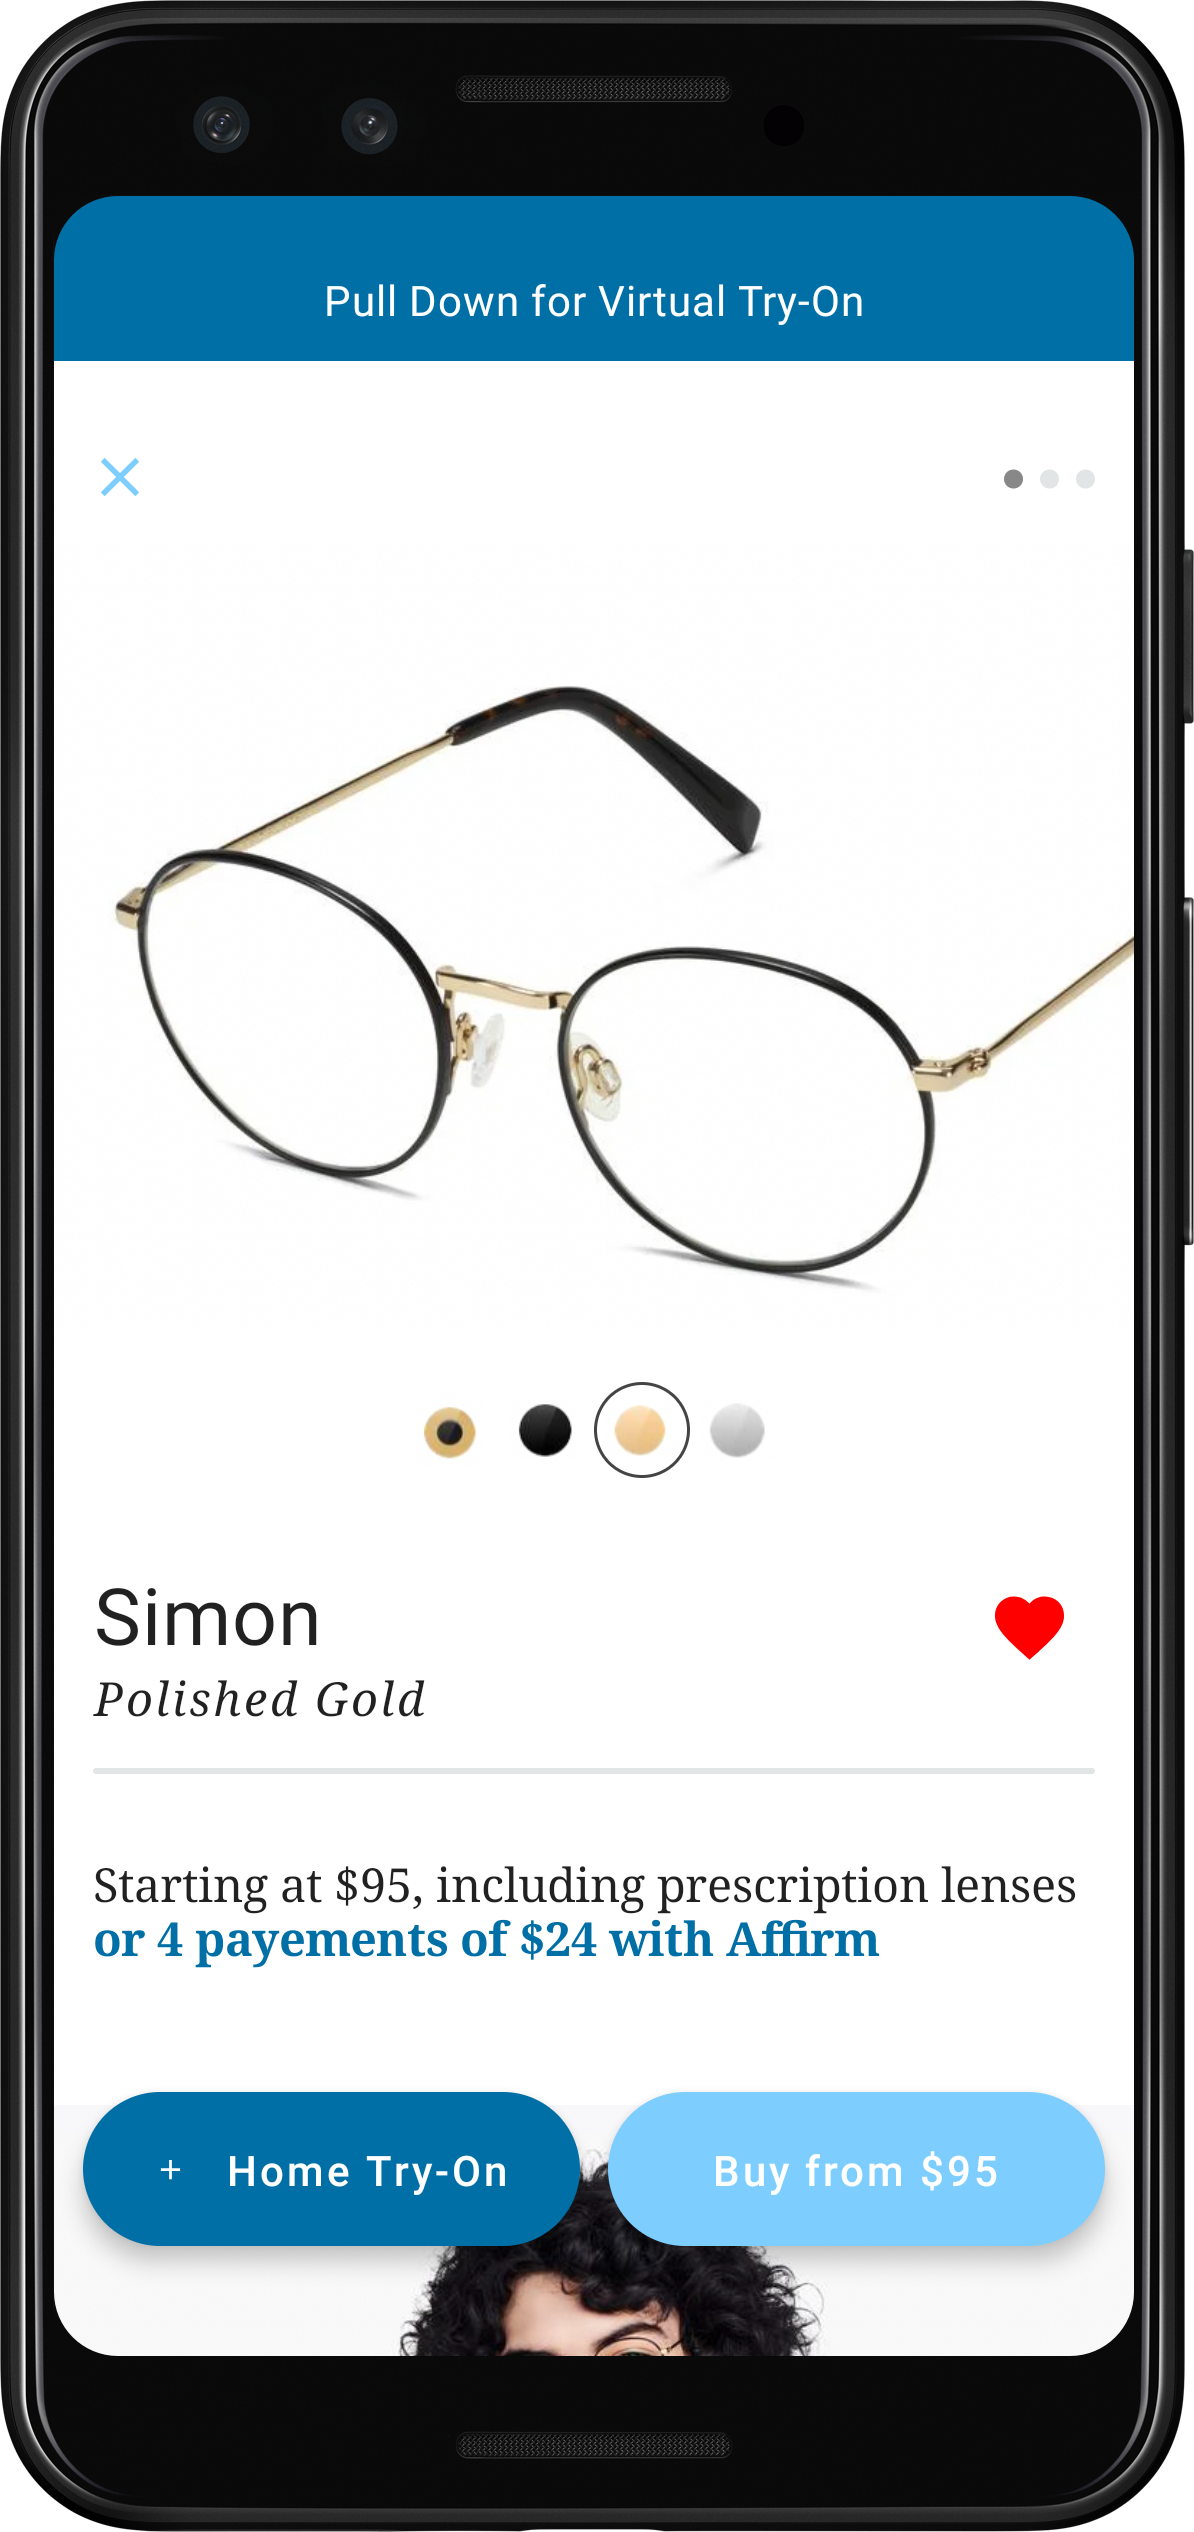 Pull Down for Virtual Try-On
Simon
Polished Gold
Starting at $95, including prescription lenses
or 4 payements of $24 with Affirm
+ Home Try-On
Buy from $95